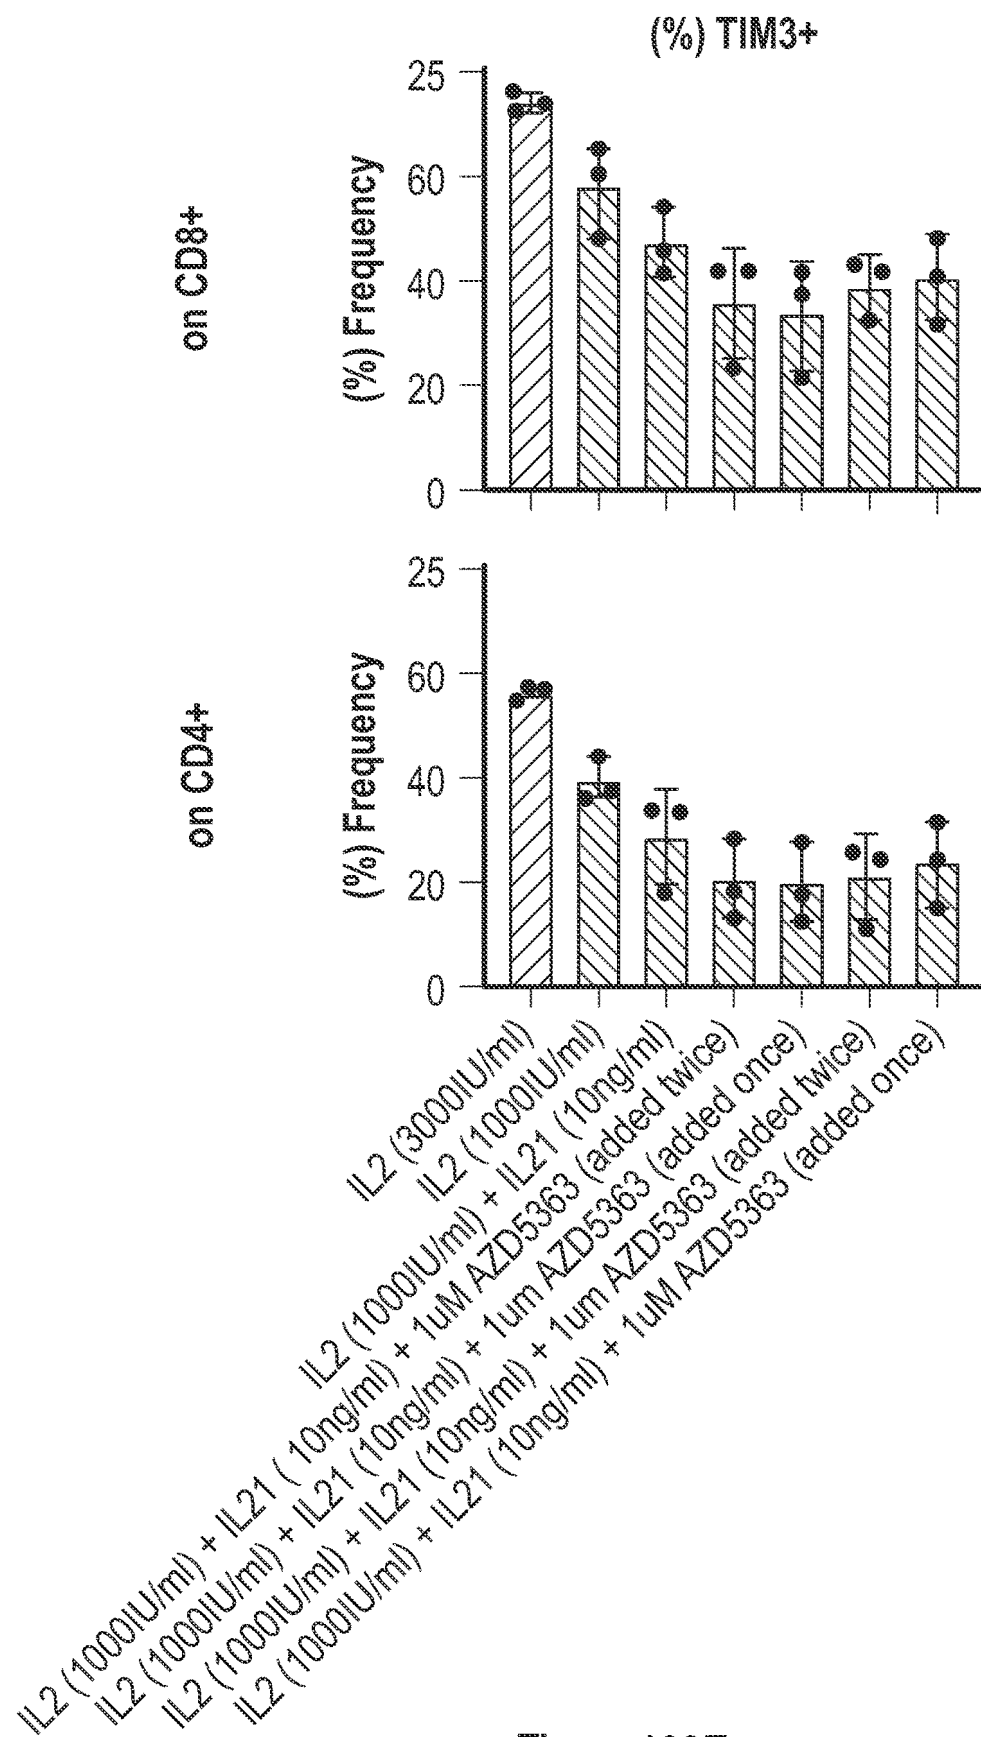 (%) TIM3+
on CD8+
(%) Frequency
25
60
40
20
0
on CD4+
(%) Frequency
25
60
40
20
0
IL2 (3000IU/ml)
IL2 (1000IU/ml)
IL2 (1000IU/ml) + IL21 (10ng/ml)
IL2 (1000IU/ml) + IL21 ( 10ng/ml) + 1uM AZD5363 (added twice)
IL2 (1000IU/ml) + IL21 (10ng/ml) + 1um AZD5363 (added once)
IL2 (1000IU/ml) + IL21 (10ng/ml) + 1um AZD5363 (added twice)
IL2 (1000IU/ml) + IL21 (10ng/ml) + 1uM AZD5363 (added once)